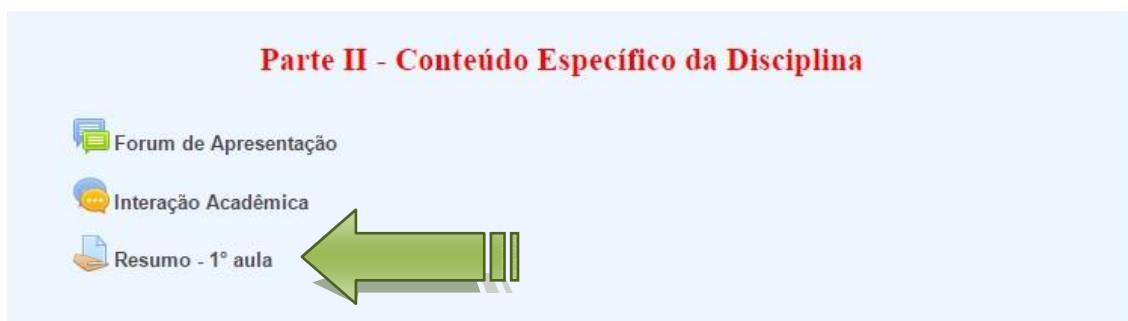 Parte II - Conteúdo Específico da Disciplina
Forum de Apresentação
Interação Acadêmica
Resumo - 1° aula